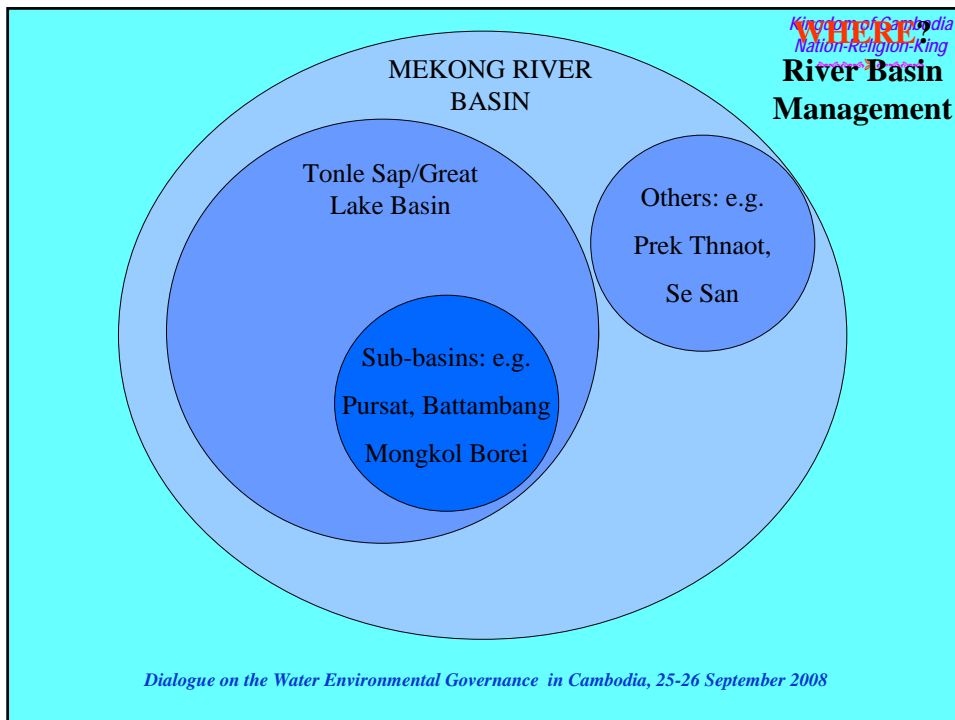 Kingdom of Cambodia
Nation-Religion-King
WHERE?
River Basin
Management
MEKONG RIVER
BASIN
Tonle Sap/Great
Lake Basin
Others: e.g.
Prek Thnaot,
Se San
Sub-basins: e.g.
Pursat, Battambang
Mongkol Borei
Dialogue on the Water Environmental Governance in Cambodia, 25-26 September 2008